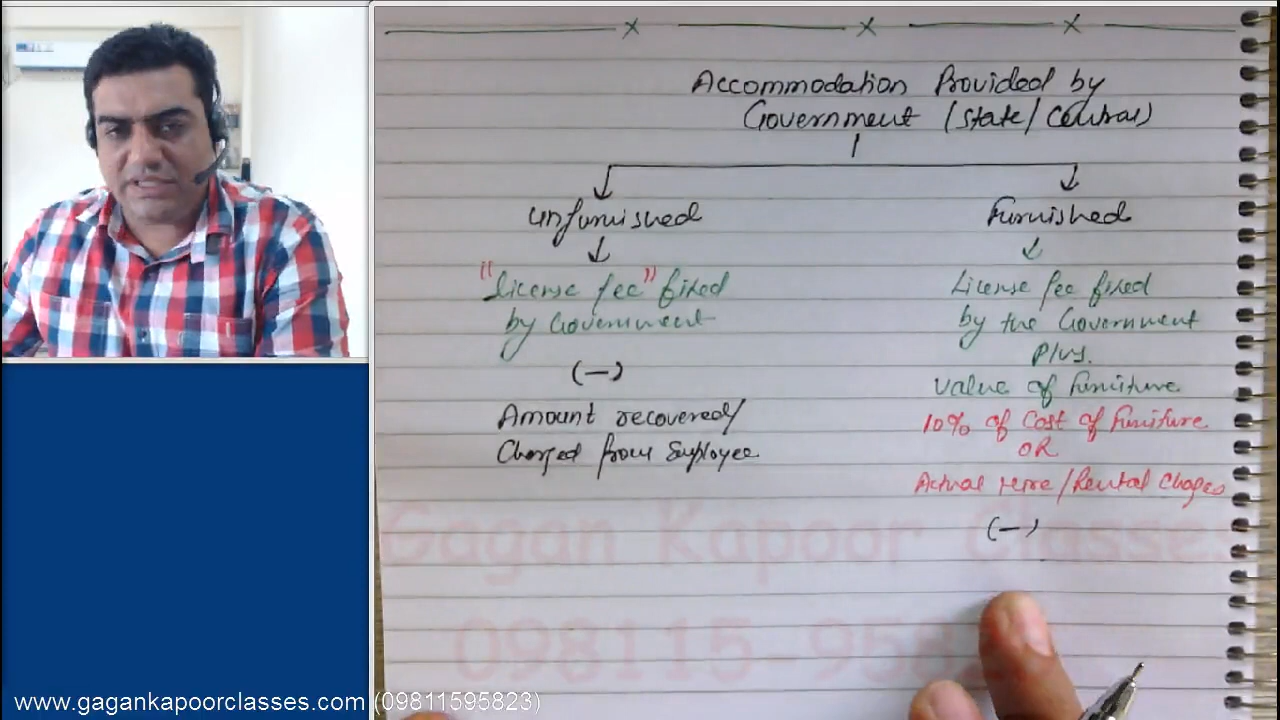 Accommodation Provided by
Government (State/Central)
Unfurnished
Furnished
"License fee" fixed
by Government
(—)
Amount recovered/
Charged from Employee
License fee fixed
by the Government
Plus.
Value of Furniture
10% of Cost of Furniture
OR
Actual Hire/Rental Charges
(—)
Gagan Kapoor Classe
098115-958
www.gagankapoorclasses.com (09811595823)